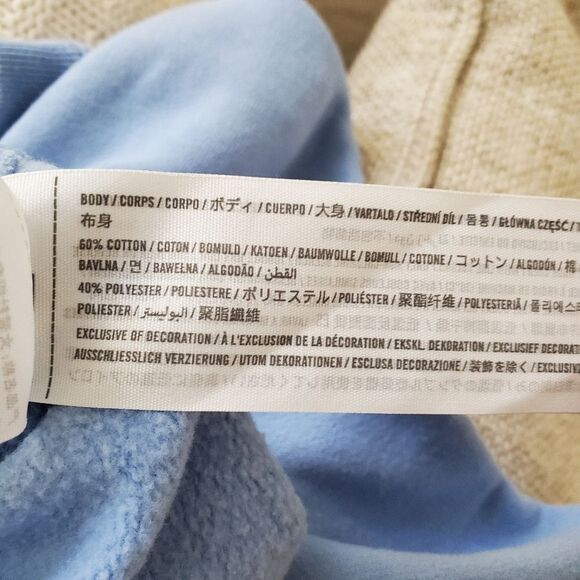 BODY / CORPS / CORPO / ボディ / CUERPO / 大身 / VARTALO / STŘEDNÍ DÍL / 몸통 / GŁÓWNA CZĘŚĆ /
布身
60% COTTON / COTON / BOMULD / KATOEN / BAUMWOLLE / BOMULL / COTONE / コットン / ALGODÓN / 棉
BAVLNA / 면 / BAWEŁNA / ALGODÃO / القطن
40% POLYESTER / POLIESTERE / ポリエステル / POLIÉSTER / 聚酯纤维 / POLYESTERIÄ / 폴리에스
POLIESTER / البوليستر / 聚脂纖維
EXCLUSIVE OF DECORATION / À L'EXCLUSION DE LA DÉCORATION / EKSKL. DEKORATION / EXCLUSIEF DECORAT
AUSSCHLIESSLICH VERZIERUNG / UTOM DEKORATIONEN / ESCLUSA DECORAZIONE / 装飾を除く / EXCLUSIVE